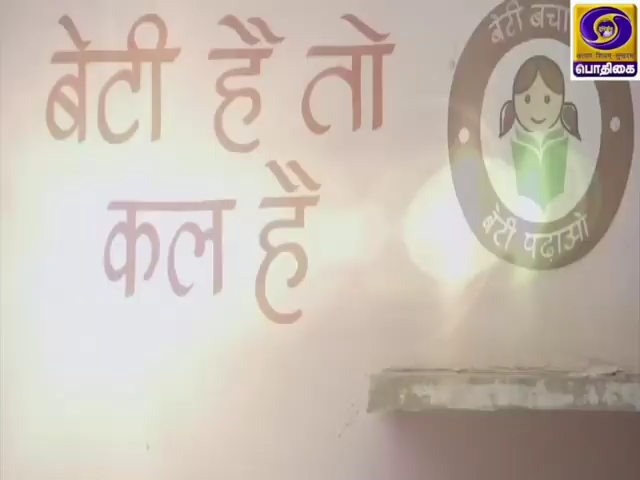 बेटी है तो
कल है
बेटी बचा
बेटी पढ़ाओ
பொதிகை